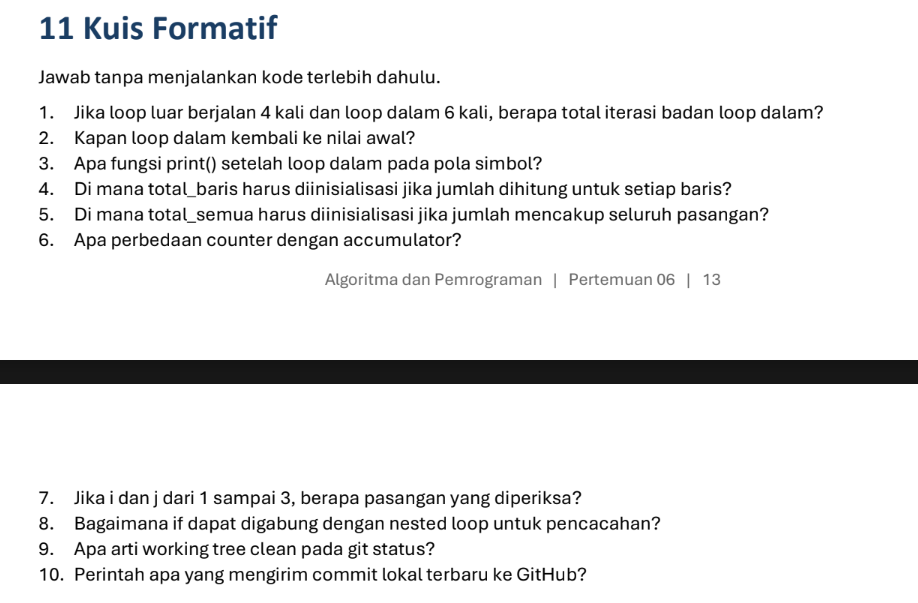 11 Kuis Formatif
Jawab tanpa menjalankan kode terlebih dahulu.
1. Jika loop luar berjalan 4 kali dan loop dalam 6 kali, berapa total iterasi badan loop dalam?
2. Kapan loop dalam kembali ke nilai awal?
3. Apa fungsi print() setelah loop dalam pada pola simbol?
4. Di mana total_baris harus diinisialisasi jika jumlah dihitung untuk setiap baris?
5. Di mana total_semua harus diinisialisasi jika jumlah mencakup seluruh pasangan?
6. Apa perbedaan counter dengan accumulator?
Algoritma dan Pemrograman | Pertemuan 06 | 13
7. Jika i dan j dari 1 sampai 3, berapa pasangan yang diperiksa?
8. Bagaimana if dapat digabung dengan nested loop untuk pencacahan?
9. Apa arti working tree clean pada git status?
10. Perintah apa yang mengirim commit lokal terbaru ke GitHub?